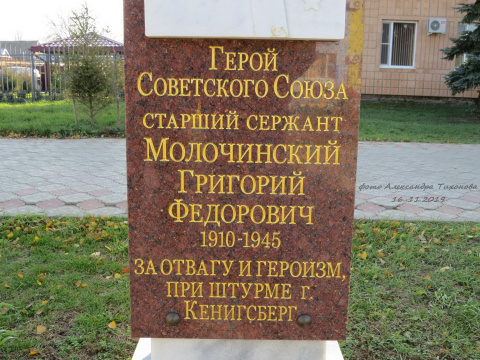 Герой
Советского Союза
старший сержант
Молочинский
Григорий
Федорович
1910-1945
за отвагу и героизм,
при штурме г.
Кенигсберг
фото Александра Тихонова
16.11.2019